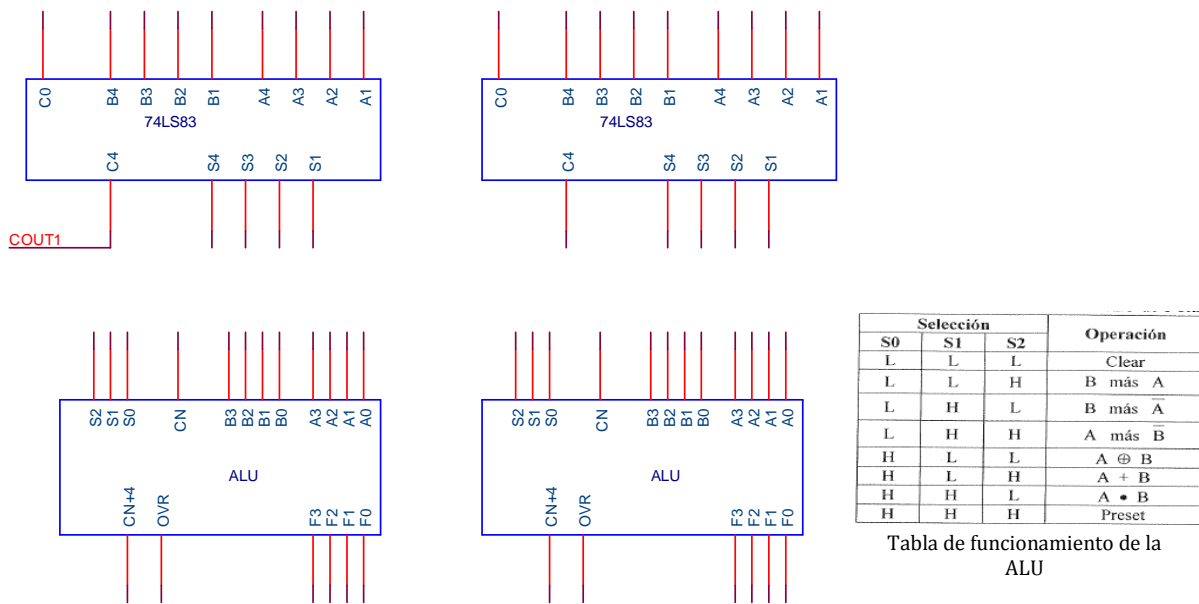 C0 B4 B3 B2 B1 A4 A3 A2 A1
74LS83
C4 S4 S3 S2 S1
COUT1
C0 B4 B3 B2 B1 A4 A3 A2 A1
74LS83
C4 S4 S3 S2 S1
S2 S1 S0 CN B3 B2 B1 B0 A3 A2 A1 A0
ALU
CN+4 OVR F3 F2 F1 F0
S2 S1 S0 CN B3 B2 B1 B0 A3 A2 A1 A0
ALU
CN+4 OVR F3 F2 F1 F0
Selección Operación
S0 S1 S2
L L L Clear
L L H B más A
L H L B más A̅
L H H A más B̅
H L L A ⊕ B
H L H A + B
H H L A • B
H H H Preset
Tabla de funcionamiento de la
ALU